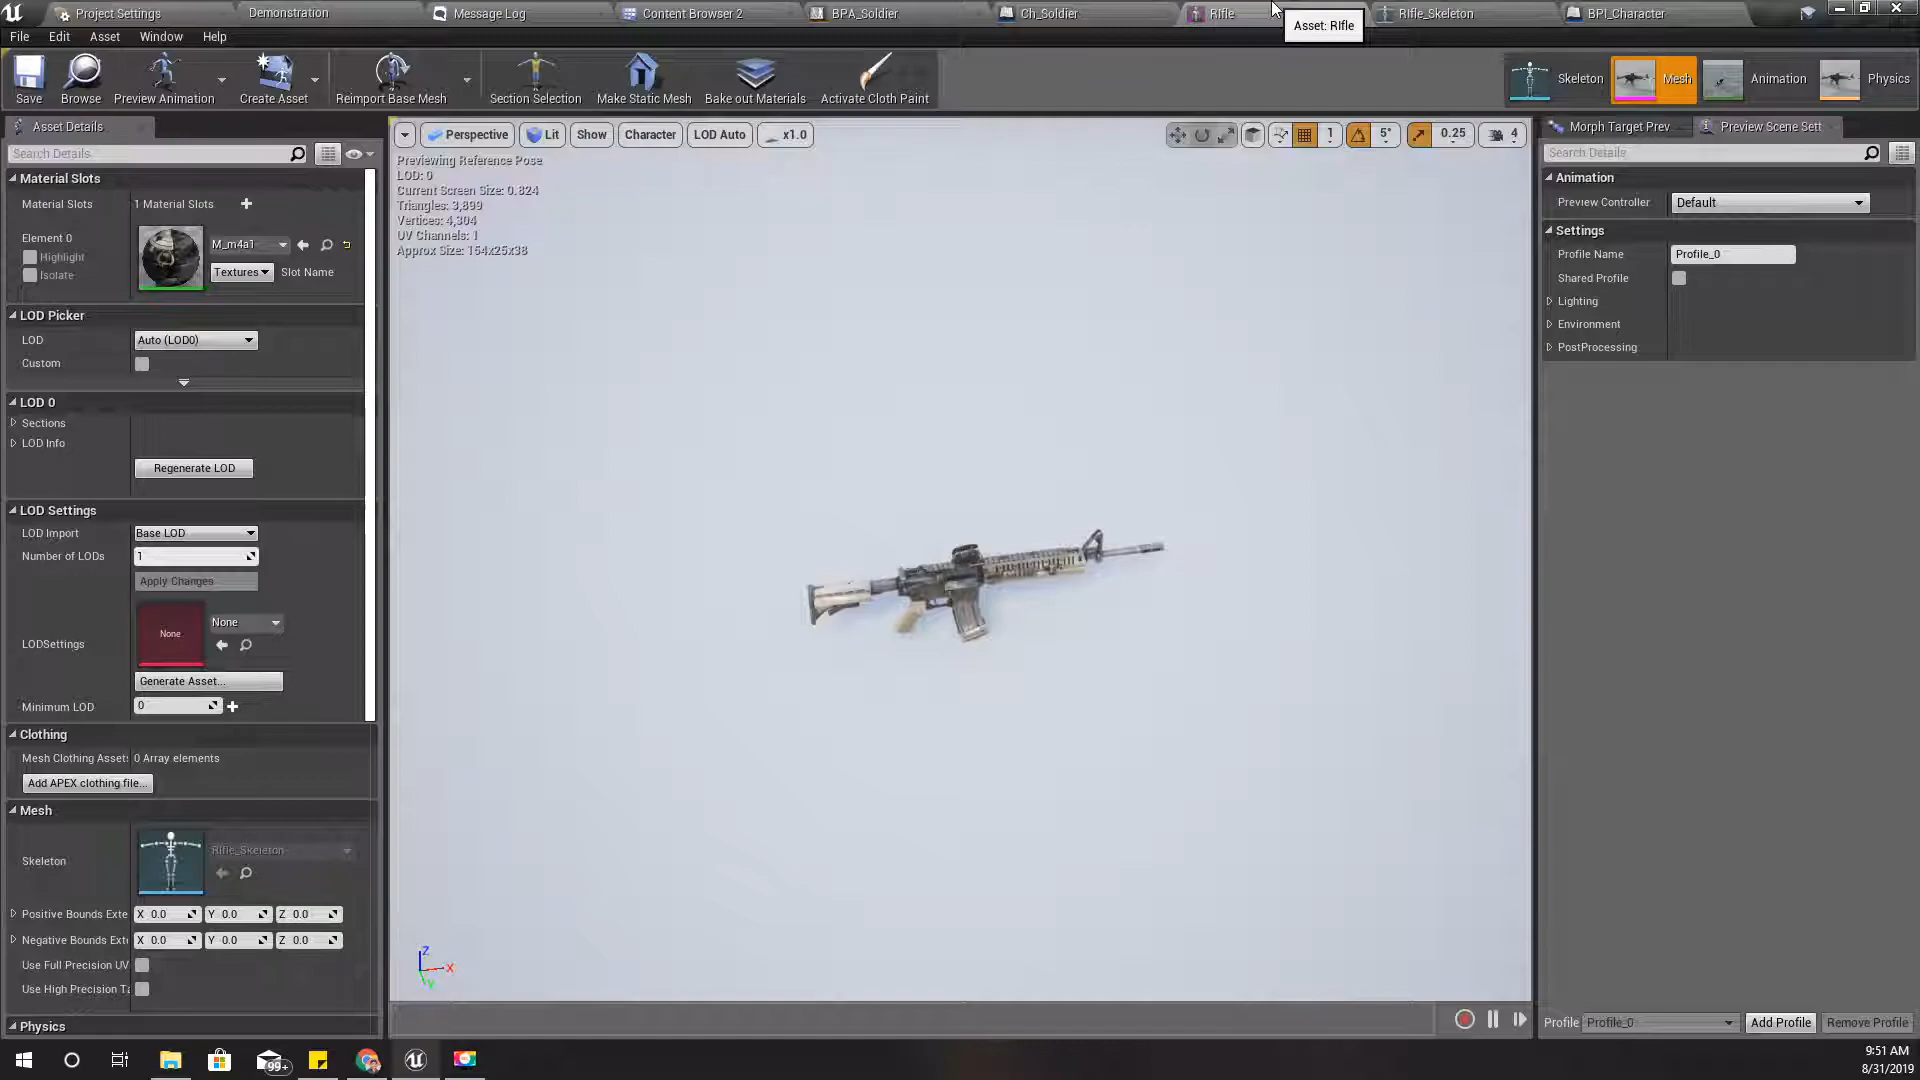 Project Settings
Demonstration
Message Log
Content Browser 2
BPA_Soldier
Ch_Soldier
Rifle
Rifle_Skeleton
BPI_Character
Asset: Rifle
File
Edit
Asset
Window
Help
Save
Browse
Preview Animation
Create Asset
Reimport Base Mesh
Section Selection
Make Static Mesh
Bake out Materials
Activate Cloth Paint
Skeleton
Mesh
Animation
Physics
Asset Details
Search Details
Material Slots
Material Slots
1 Material Slots
Element 0
Highlight
Isolate
M_m4a1
Textures
Slot Name
LOD Picker
LOD
Auto (LOD0)
Custom
LOD 0
Sections
LOD Info
Regenerate LOD
LOD Settings
LOD Import
Base LOD
Number of LODs
1
Apply Changes
LODSettings
None
None
Generate Asset...
Minimum LOD
0
Clothing
Mesh Clothing Asset:
0 Array elements
Add APEX clothing file...
Mesh
Skeleton
Rifle_Skeleton
Positive Bounds Exte
X 0.0
Y 0.0
Z 0.0
Negative Bounds Ext
X 0.0
Y 0.0
Z 0.0
Use Full Precision UV
Use High Precision Ta
Physics
Perspective
Lit
Show
Character
LOD Auto
x1.0
1
5°
0.25
4
Previewing Reference Pose
LOD: 0
Current Screen Size: 0.824
Triangles: 3,899
Vertices: 4,304
UV Channels: 1
Approx Size: 154x25x38
Z
X
Y
Morph Target Prev
Preview Scene Sett
Search Details
Animation
Preview Controller
Default
Settings
Profile Name
Profile_0
Shared Profile
Lighting
Environment
PostProcessing
Profile
Profile_0
Add Profile
Remove Profile
99+
9:51 AM
8/31/2019